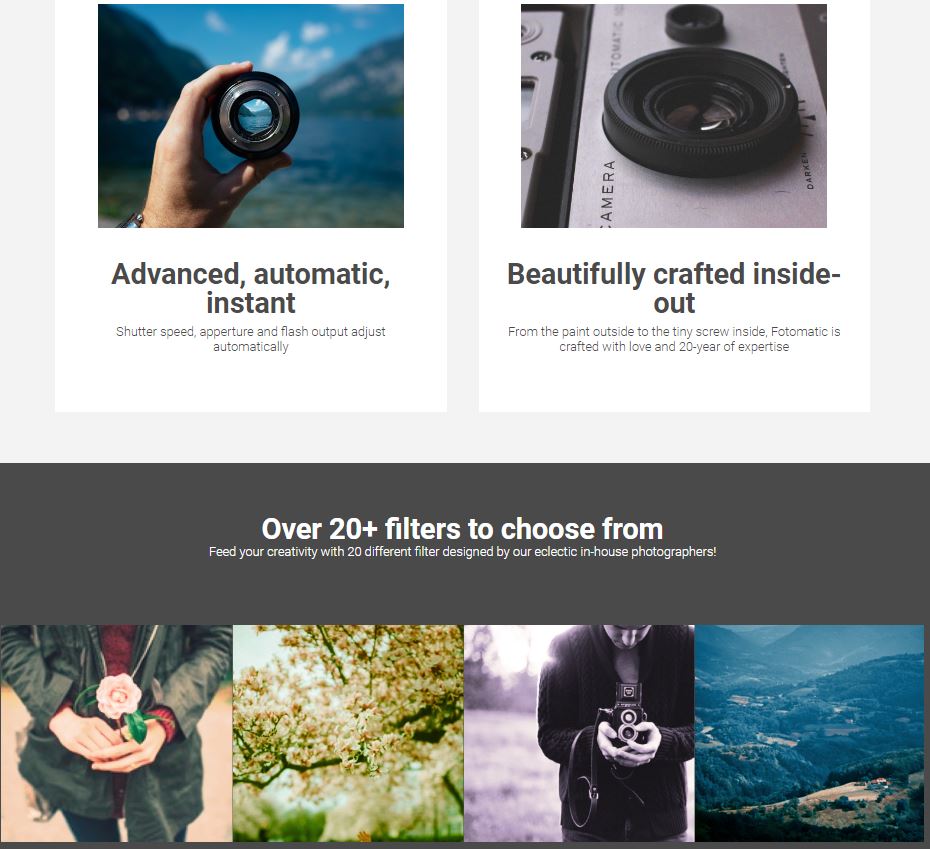 CAMERA
AUTOMATIC
DARKEN
Advanced, automatic,
instant
Shutter speed, apperture and flash output adjust
automatically
Beautifully crafted inside-
out
From the paint outside to the tiny screw inside, Fotomatic is
crafted with love and 20-year of expertise
Over 20+ filters to choose from
Feed your creativity with 20 different filter designed by our eclectic in-house photographers!